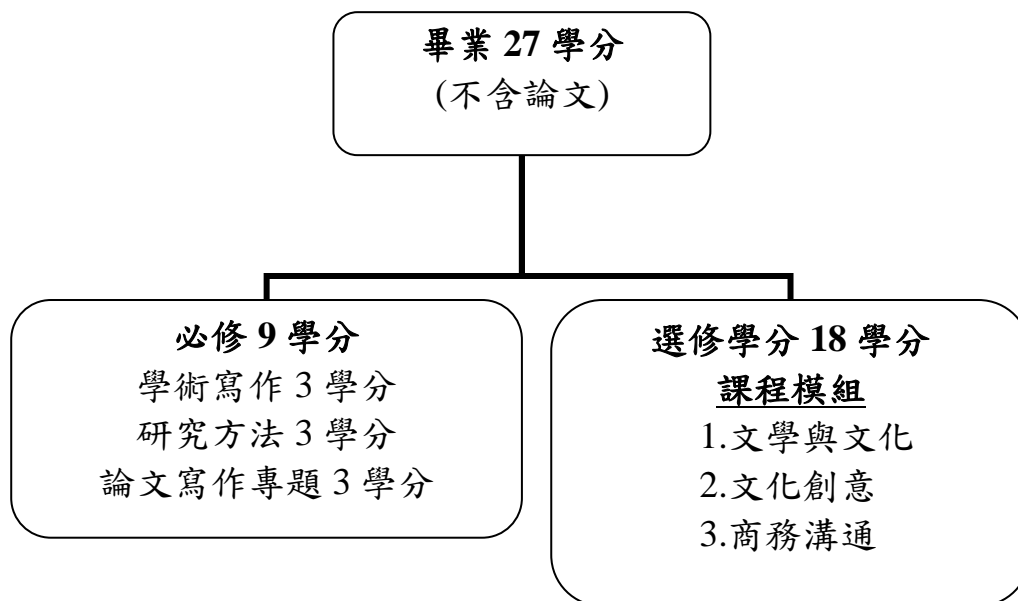 畢業 27 學分
(不含論文)
必修 9 學分
學術寫作 3 學分
研究方法 3 學分
論文寫作專題 3 學分
選修學分 18 學分
課程模組
1.文學與文化
2.文化創意
3.商務溝通